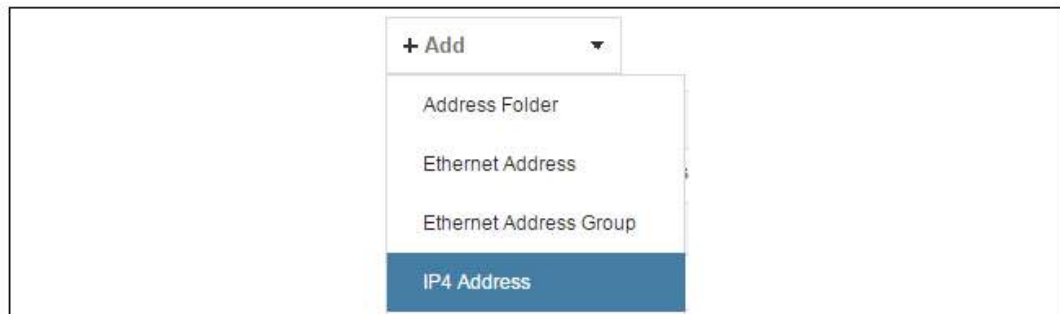 + Add
Address Folder
Ethernet Address
Ethernet Address Group
IP4 Address